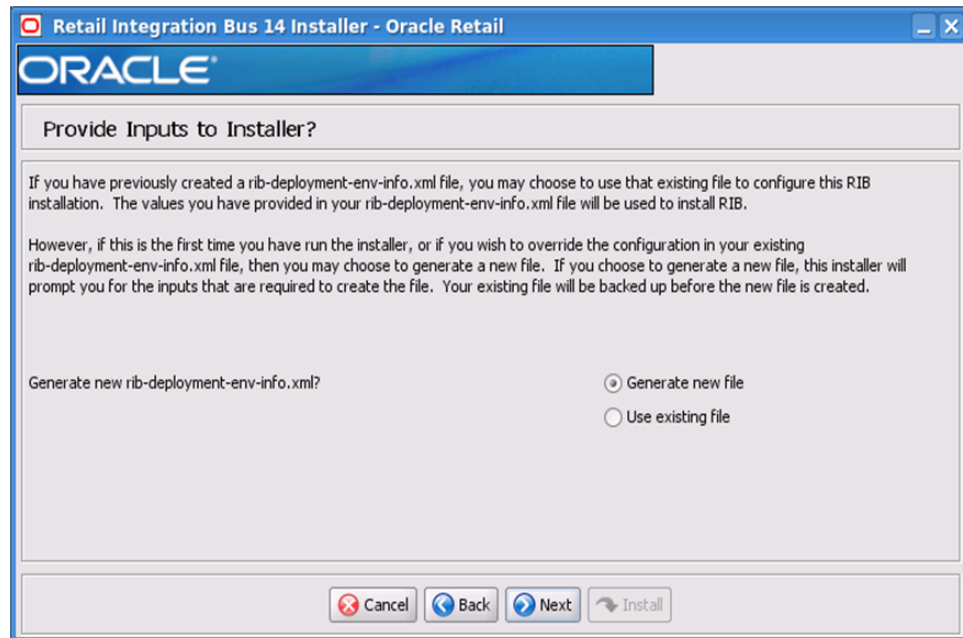 Retail Integration Bus 14 Installer - Oracle Retail
ORACLE®
Provide Inputs to Installer?
If you have previously created a rib-deployment-env-info.xml file, you may choose to use that existing file to configure this RIB
installation. The values you have provided in your rib-deployment-env-info.xml file will be used to install RIB.
However, if this is the first time you have run the installer, or if you wish to override the configuration in your existing
rib-deployment-env-info.xml file, then you may choose to generate a new file. If you choose to generate a new file, this installer will
prompt you for the inputs that are required to create the file. Your existing file will be backed up before the new file is created.
Generate new rib-deployment-env-info.xml?
Generate new file
Use existing file
Cancel Back Next Install